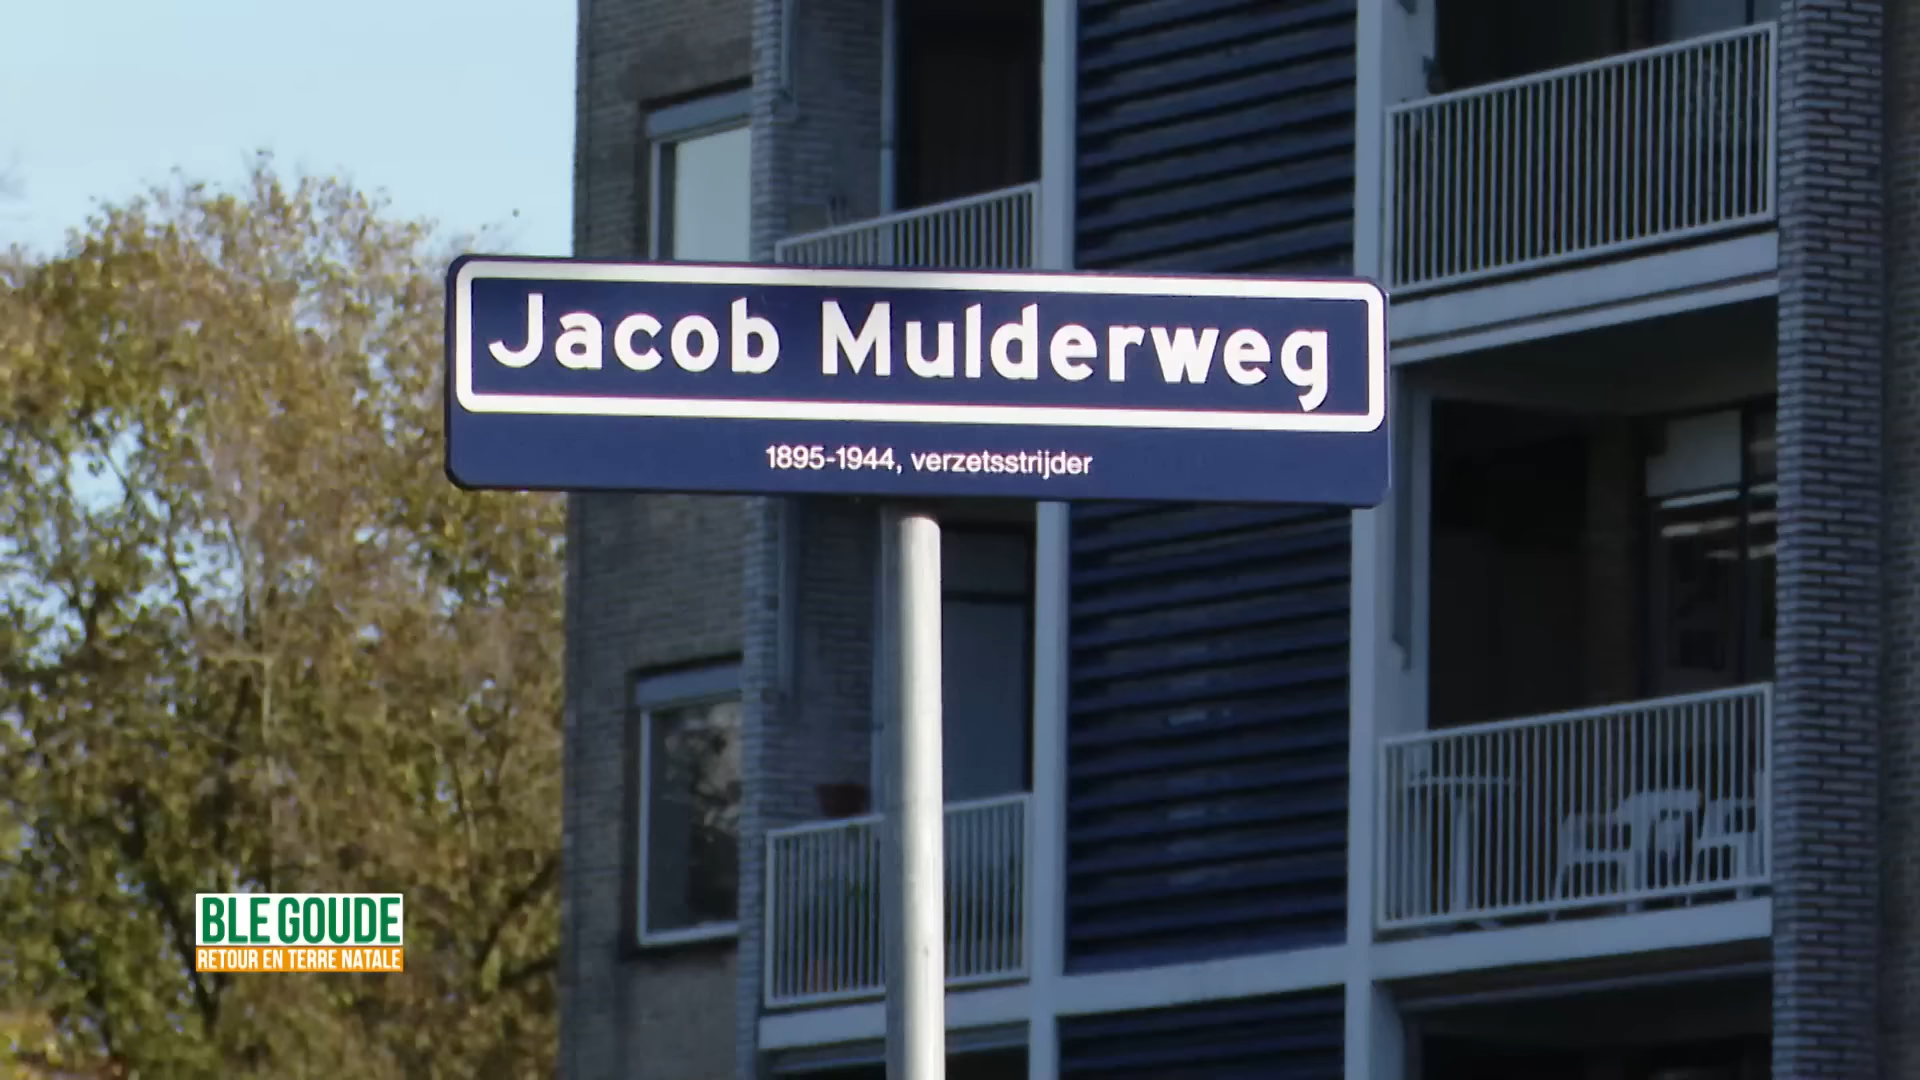 Jacob Mulderweg
1895-1944, verzetsstrijder
BLE GOUDE
RETOUR EN TERRE NATALE